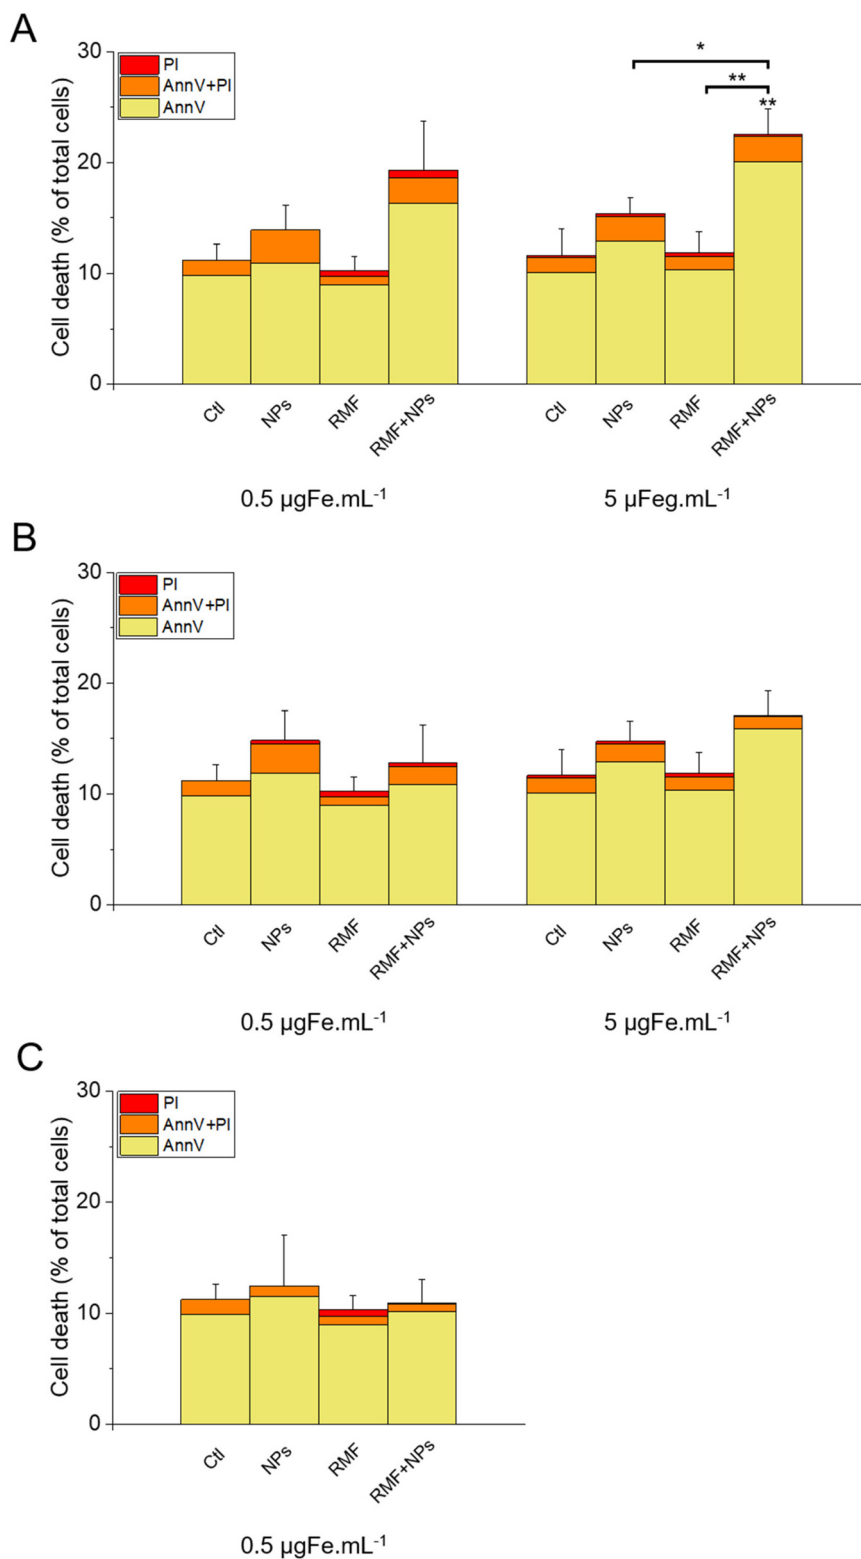 A
Cell death (% of total cells)
30
20
10
0
PI
AnnV+PI
AnnV
*
**
**
Ctl NPs RMF RMF+NPs Ctl NPs RMF RMF+NPs
0.5 µgFe.mL⁻¹ 5 µFeg.mL⁻¹
B
Cell death (% of total cells)
30
20
10
0
PI
AnnV+PI
AnnV
Ctl NPs RMF RMF+NPs Ctl NPs RMF RMF+NPs
0.5 µgFe.mL⁻¹ 5 µgFe.mL⁻¹
C
Cell death (% of total cells)
30
20
10
0
PI
AnnV+PI
AnnV
Ctl NPs RMF RMF+NPs
0.5 µgFe.mL⁻¹